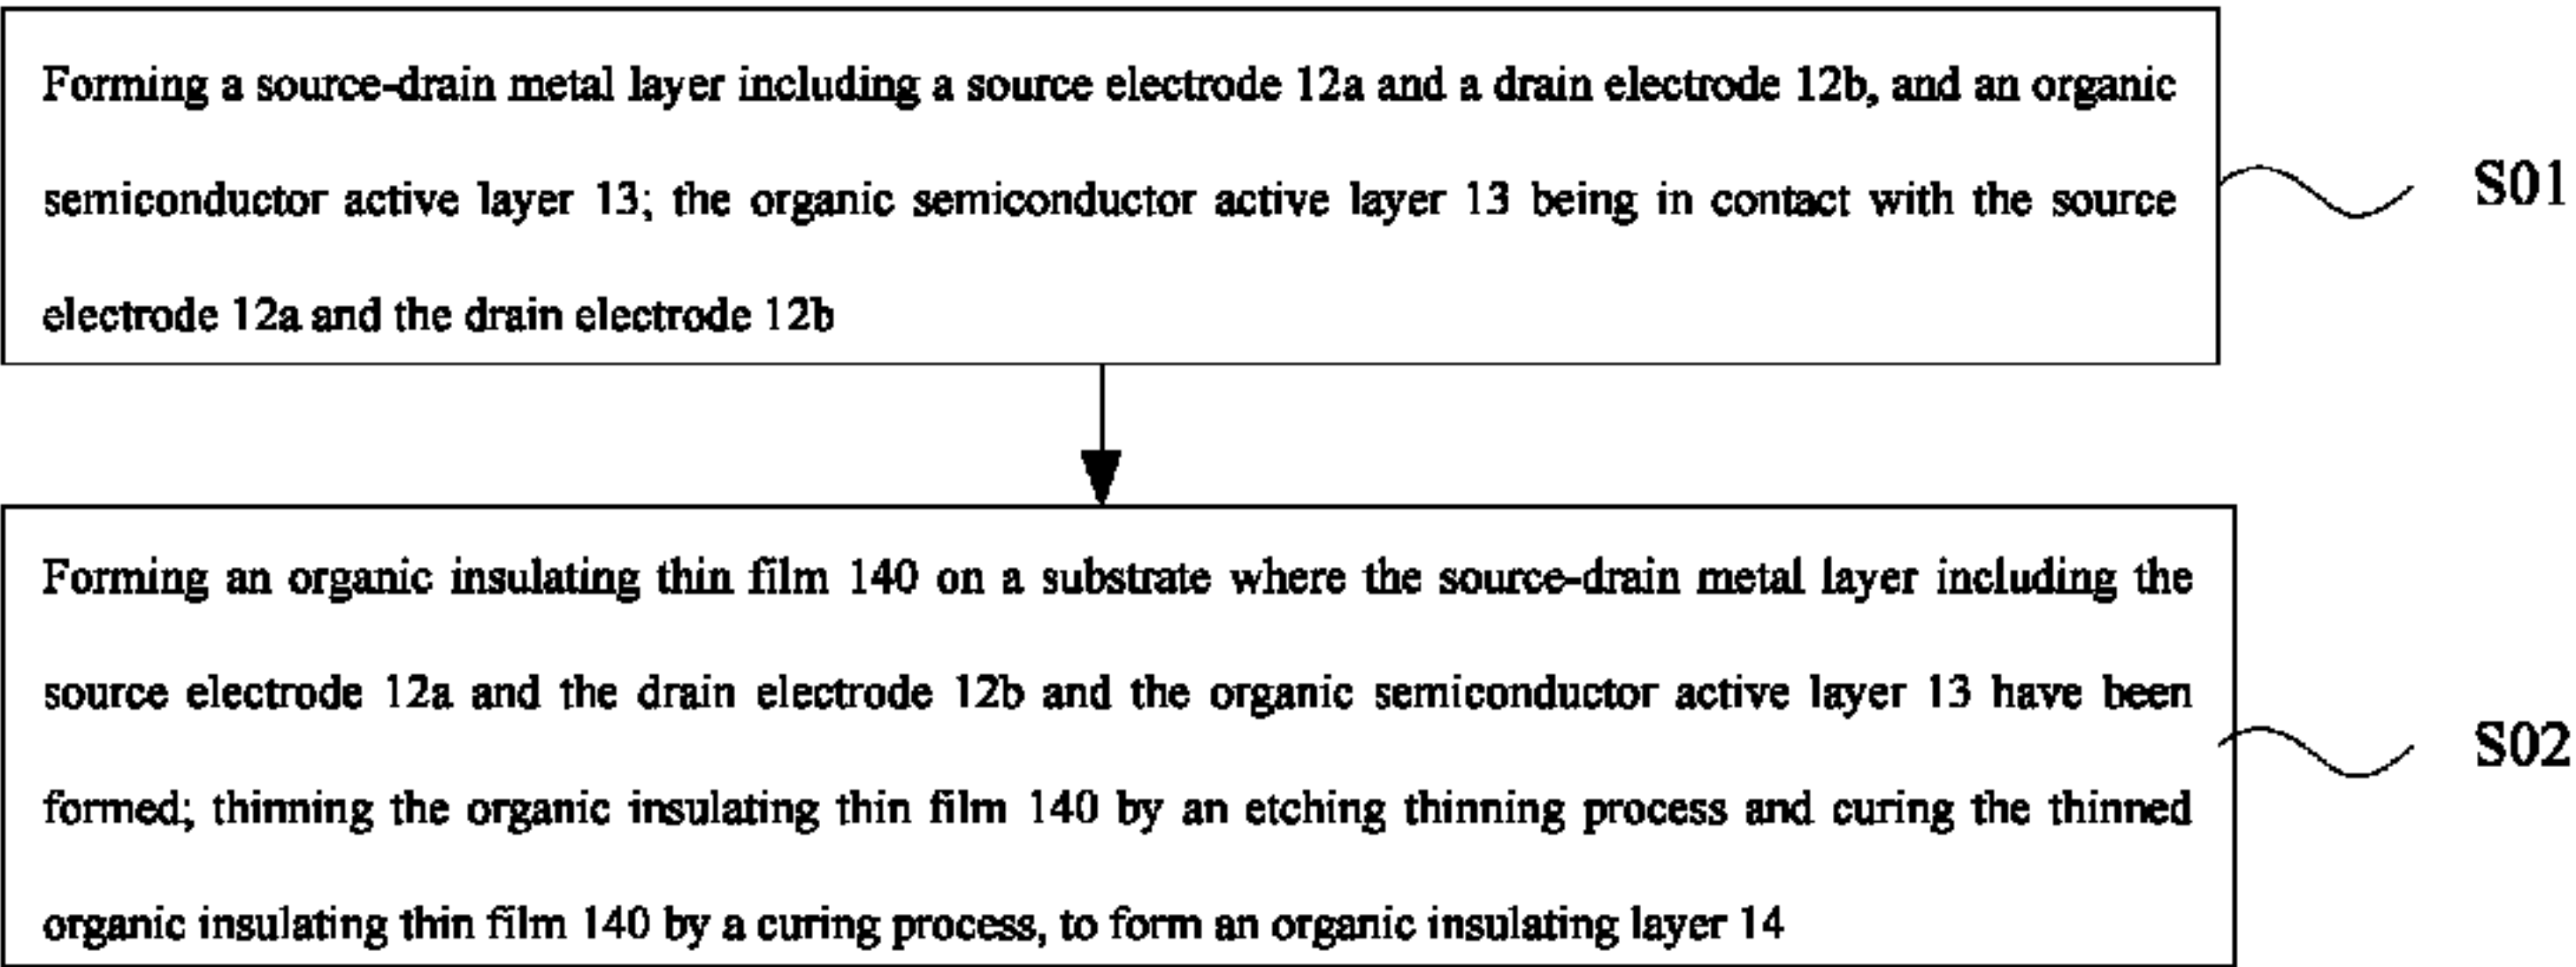 Forming a source-drain metal layer including a source electrode 12a and a drain electrode 12b, and an organic
semiconductor active layer 13; the organic semiconductor active layer 13 being in contact with the source
electrode 12a and the drain electrode 12b
S01
Forming an organic insulating thin film 140 on a substrate where the source-drain metal layer including the
source electrode 12a and the drain electrode 12b and the organic semiconductor active layer 13 have been
formed; thinning the organic insulating thin film 140 by an etching thinning process and curing the thinned
organic insulating thin film 140 by a curing process, to form an organic insulating layer 14
S02